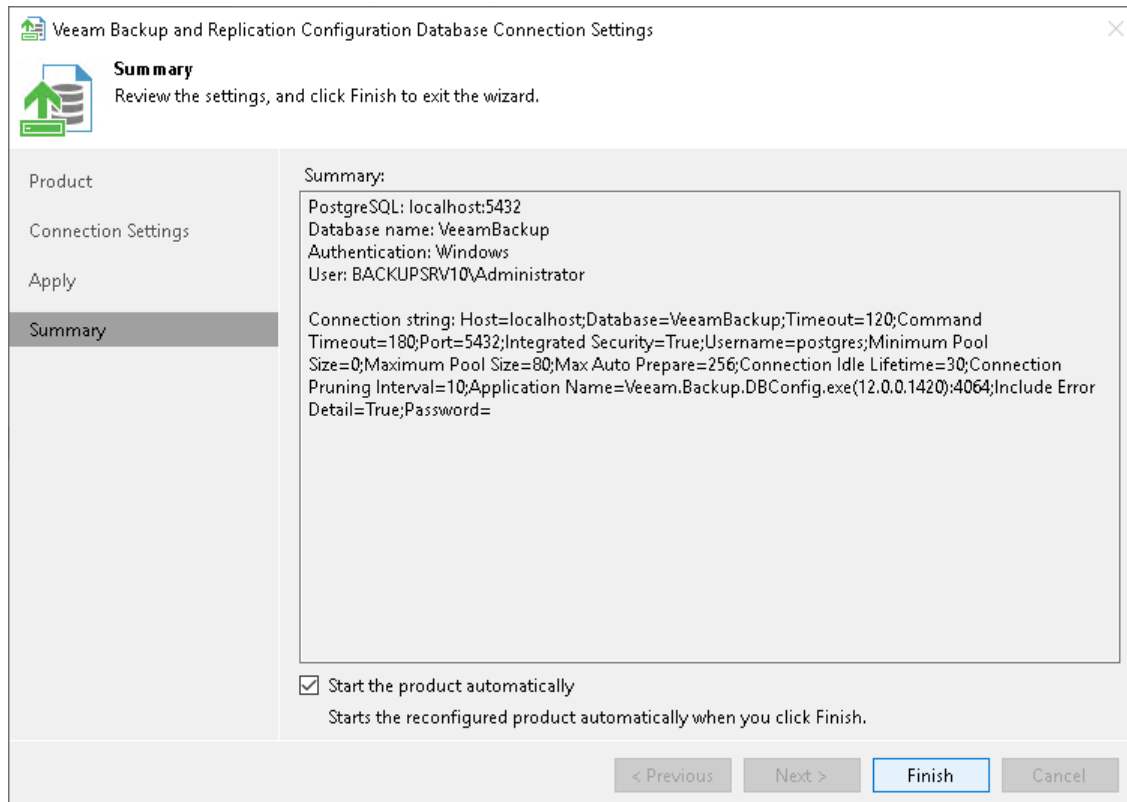 Veeam Backup and Replication Configuration Database Connection Settings
Summary
Review the settings, and click Finish to exit the wizard.
Product
Connection Settings
Apply
Summary
Summary:
PostgreSQL: localhost:5432
Database name: VeeamBackup
Authentication: Windows
User: BACKUPSRV10\Administrator
Connection string: Host=localhost;Database=VeeamBackup;Timeout=120;Command
Timeout=180;Port=5432;Integrated Security=True;Username=postgres;Minimum Pool
Size=0;Maximum Pool Size=80;Max Auto Prepare=256;Connection Idle Lifetime=30;Connection
Pruning Interval=10;Application Name=Veeam.Backup.DBConfig.exe(12.0.0.1420):4064;Include Error
Detail=True;Password=
Start the product automatically
Starts the reconfigured product automatically when you click Finish.
< Previous
Next >
Finish
Cancel